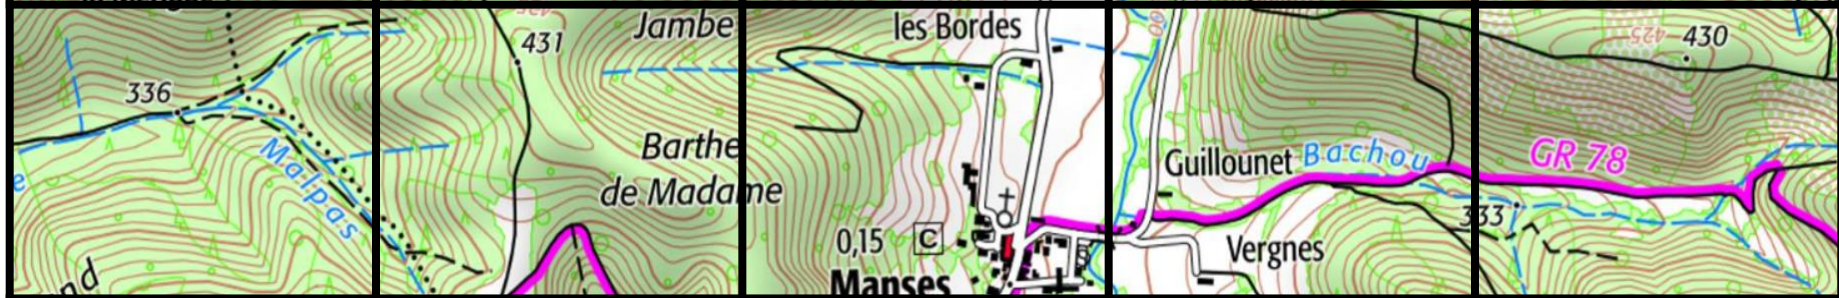 les Bordes
Jambe
431
425
430
336
Barthe
de Madame
Guillounet
Bachou
GR 78
Malpas
e
333
0,15
C
Vergnes
Manses
nd